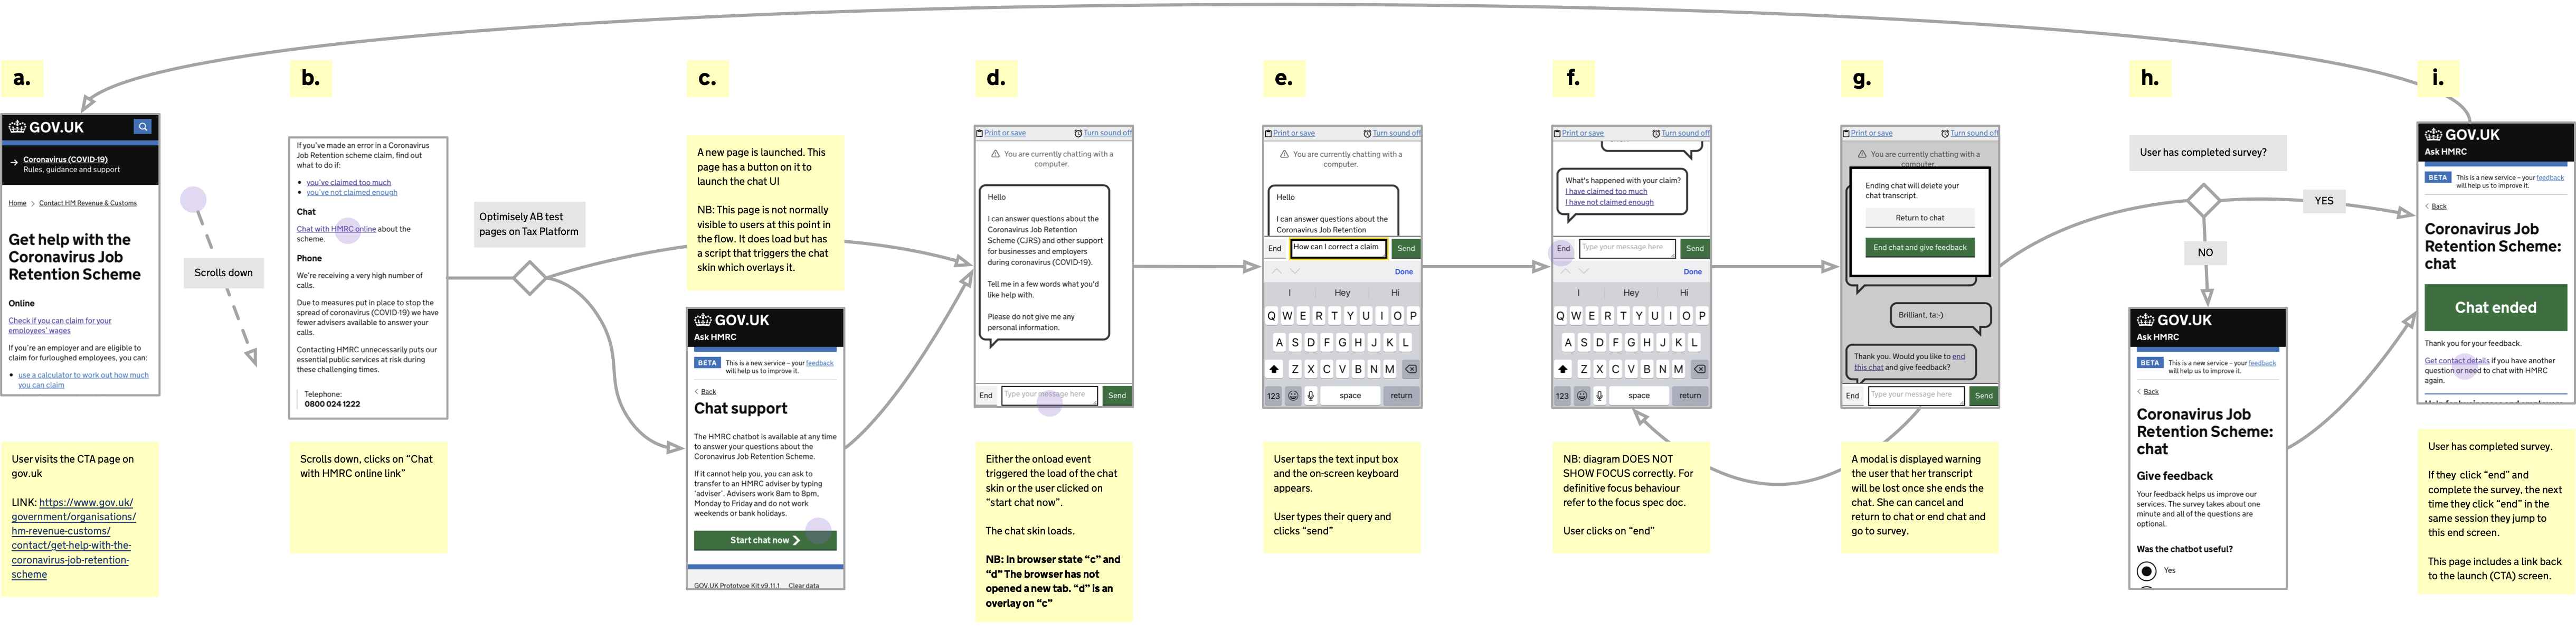 a.
GOV.UK
Coronavirus (COVID-19)
Rules, guidance and support
Home > Contact HM Revenue & Customs
Get help with the
Coronavirus Job
Retention Scheme
Online
Check if you can claim for your
employees' wages
If you're an employer and are eligible to
claim for furloughed employees, you can:
• use a calculator to work out how much
you can claim
User visits the CTA page on
gov.uk
LINK: https://www.gov.uk/
government/organisations/
hm-revenue-customs/
contact/get-help-with-the-
coronavirus-job-retention-
scheme
Scrolls down
b.
If you've made an error in a Coronavirus
Job Retention scheme claim, find out
what to do if:
• you've claimed too much
• you've not claimed enough
Chat
Chat with HMRC online about the
scheme.
Phone
We're receiving a very high number of
calls.
Due to measures put in place to stop the
spread of coronavirus (COVID-19) we have
fewer advisers available to answer your
calls.
Contacting HMRC unnecessarily puts our
essential public services at risk during
these challenging times.
Telephone:
0800 024 1222
Scrolls down, clicks on “Chat
with HMRC online link”
Optimisely AB test
pages on Tax Platform
c.
A new page is launched. This
page has a button on it to
launch the chat UI
NB: This page is not normally
visible to users at this point in
the flow. It does load but has
a script that triggers the chat
skin which overlays it.
GOV.UK
Ask HMRC
BETA This is a new service – your feedback
will help us to improve it.
< Back
Chat support
The HMRC chatbot is available at any time
to answer your questions about the
Coronavirus Job Retention Scheme.
If it cannot help you, you can ask to
transfer to an HMRC adviser by typing
'adviser'. Advisers work 8am to 8pm,
Monday to Friday and do not work
weekends or bank holidays.
Start chat now >
GOV.UK Prototype Kit v9.11.1 Clear data
d.
Print or save Turn sound off
You are currently chatting with a
computer.
Hello
I can answer questions about the
Coronavirus Job Retention
Scheme (CJRS) and other support
for businesses and employers
during coronavirus (COVID-19).
Tell me in a few words what you'd
like help with.
Please do not give me any
personal information.
End Type your message here Send
Either the onload event
triggered the load of the chat
skin or the user clicked on
“start chat now”.
The chat skin loads.
NB: In browser state “c” and
“d” The browser has not
opened a new tab. “d” is an
overlay on “c”
e.
Print or save Turn sound off
You are currently chatting with a
computer.
Hello
I can answer questions about the
Coronavirus Job Retention
End How can I correct a claim Send
Done
I Hey Hi
Q W E R T Y U I O P
A S D F G H J K L
Z X C V B N M
123 space return
User taps the text input box
and the on-screen keyboard
appears.
User types their query and
clicks “send”
f.
Print or save Turn sound off
What's happened with your claim?
I have claimed too much
I have not claimed enough
End Type your message here Send
Done
I Hey Hi
Q W E R T Y U I O P
A S D F G H J K L
Z X C V B N M
123 space return
NB: diagram DOES NOT
SHOW FOCUS correctly. For
definitive focus behaviour
refer to the focus spec doc.
User clicks on “end”
g.
Print or save Turn sound off
You are currently chatting with a
computer.
Ending chat will delete your
chat transcript.
Return to chat
End chat and give feedback
Brilliant, ta:-)
Thank you. Would you like to end
this chat and give feedback?
End Type your message here Send
A modal is displayed warning
the user that her transcript
will be lost once she ends the
chat. She can cancel and
return to chat or end chat and
go to survey.
h.
User has completed survey?
YES
NO
GOV.UK
Ask HMRC
BETA This is a new service – your feedback
will help us to improve it.
< Back
Coronavirus Job
Retention Scheme:
chat
Give feedback
Your feedback helps us improve our
services. The survey takes about one
minute and all of the questions are
optional.
Was the chatbot useful?
Yes
i.
GOV.UK
Ask HMRC
BETA This is a new service – your feedback
will help us to improve it.
< Back
Coronavirus Job
Retention Scheme:
chat
Chat ended
Thank you for your feedback.
Get contact details if you have another
question or need to chat with HMRC
again.
User has completed survey.
If they click “end” and
complete the survey, the next
time they click “end” in the
same session they jump to
this end screen.
This page includes a link back
to the launch (CTA) screen.